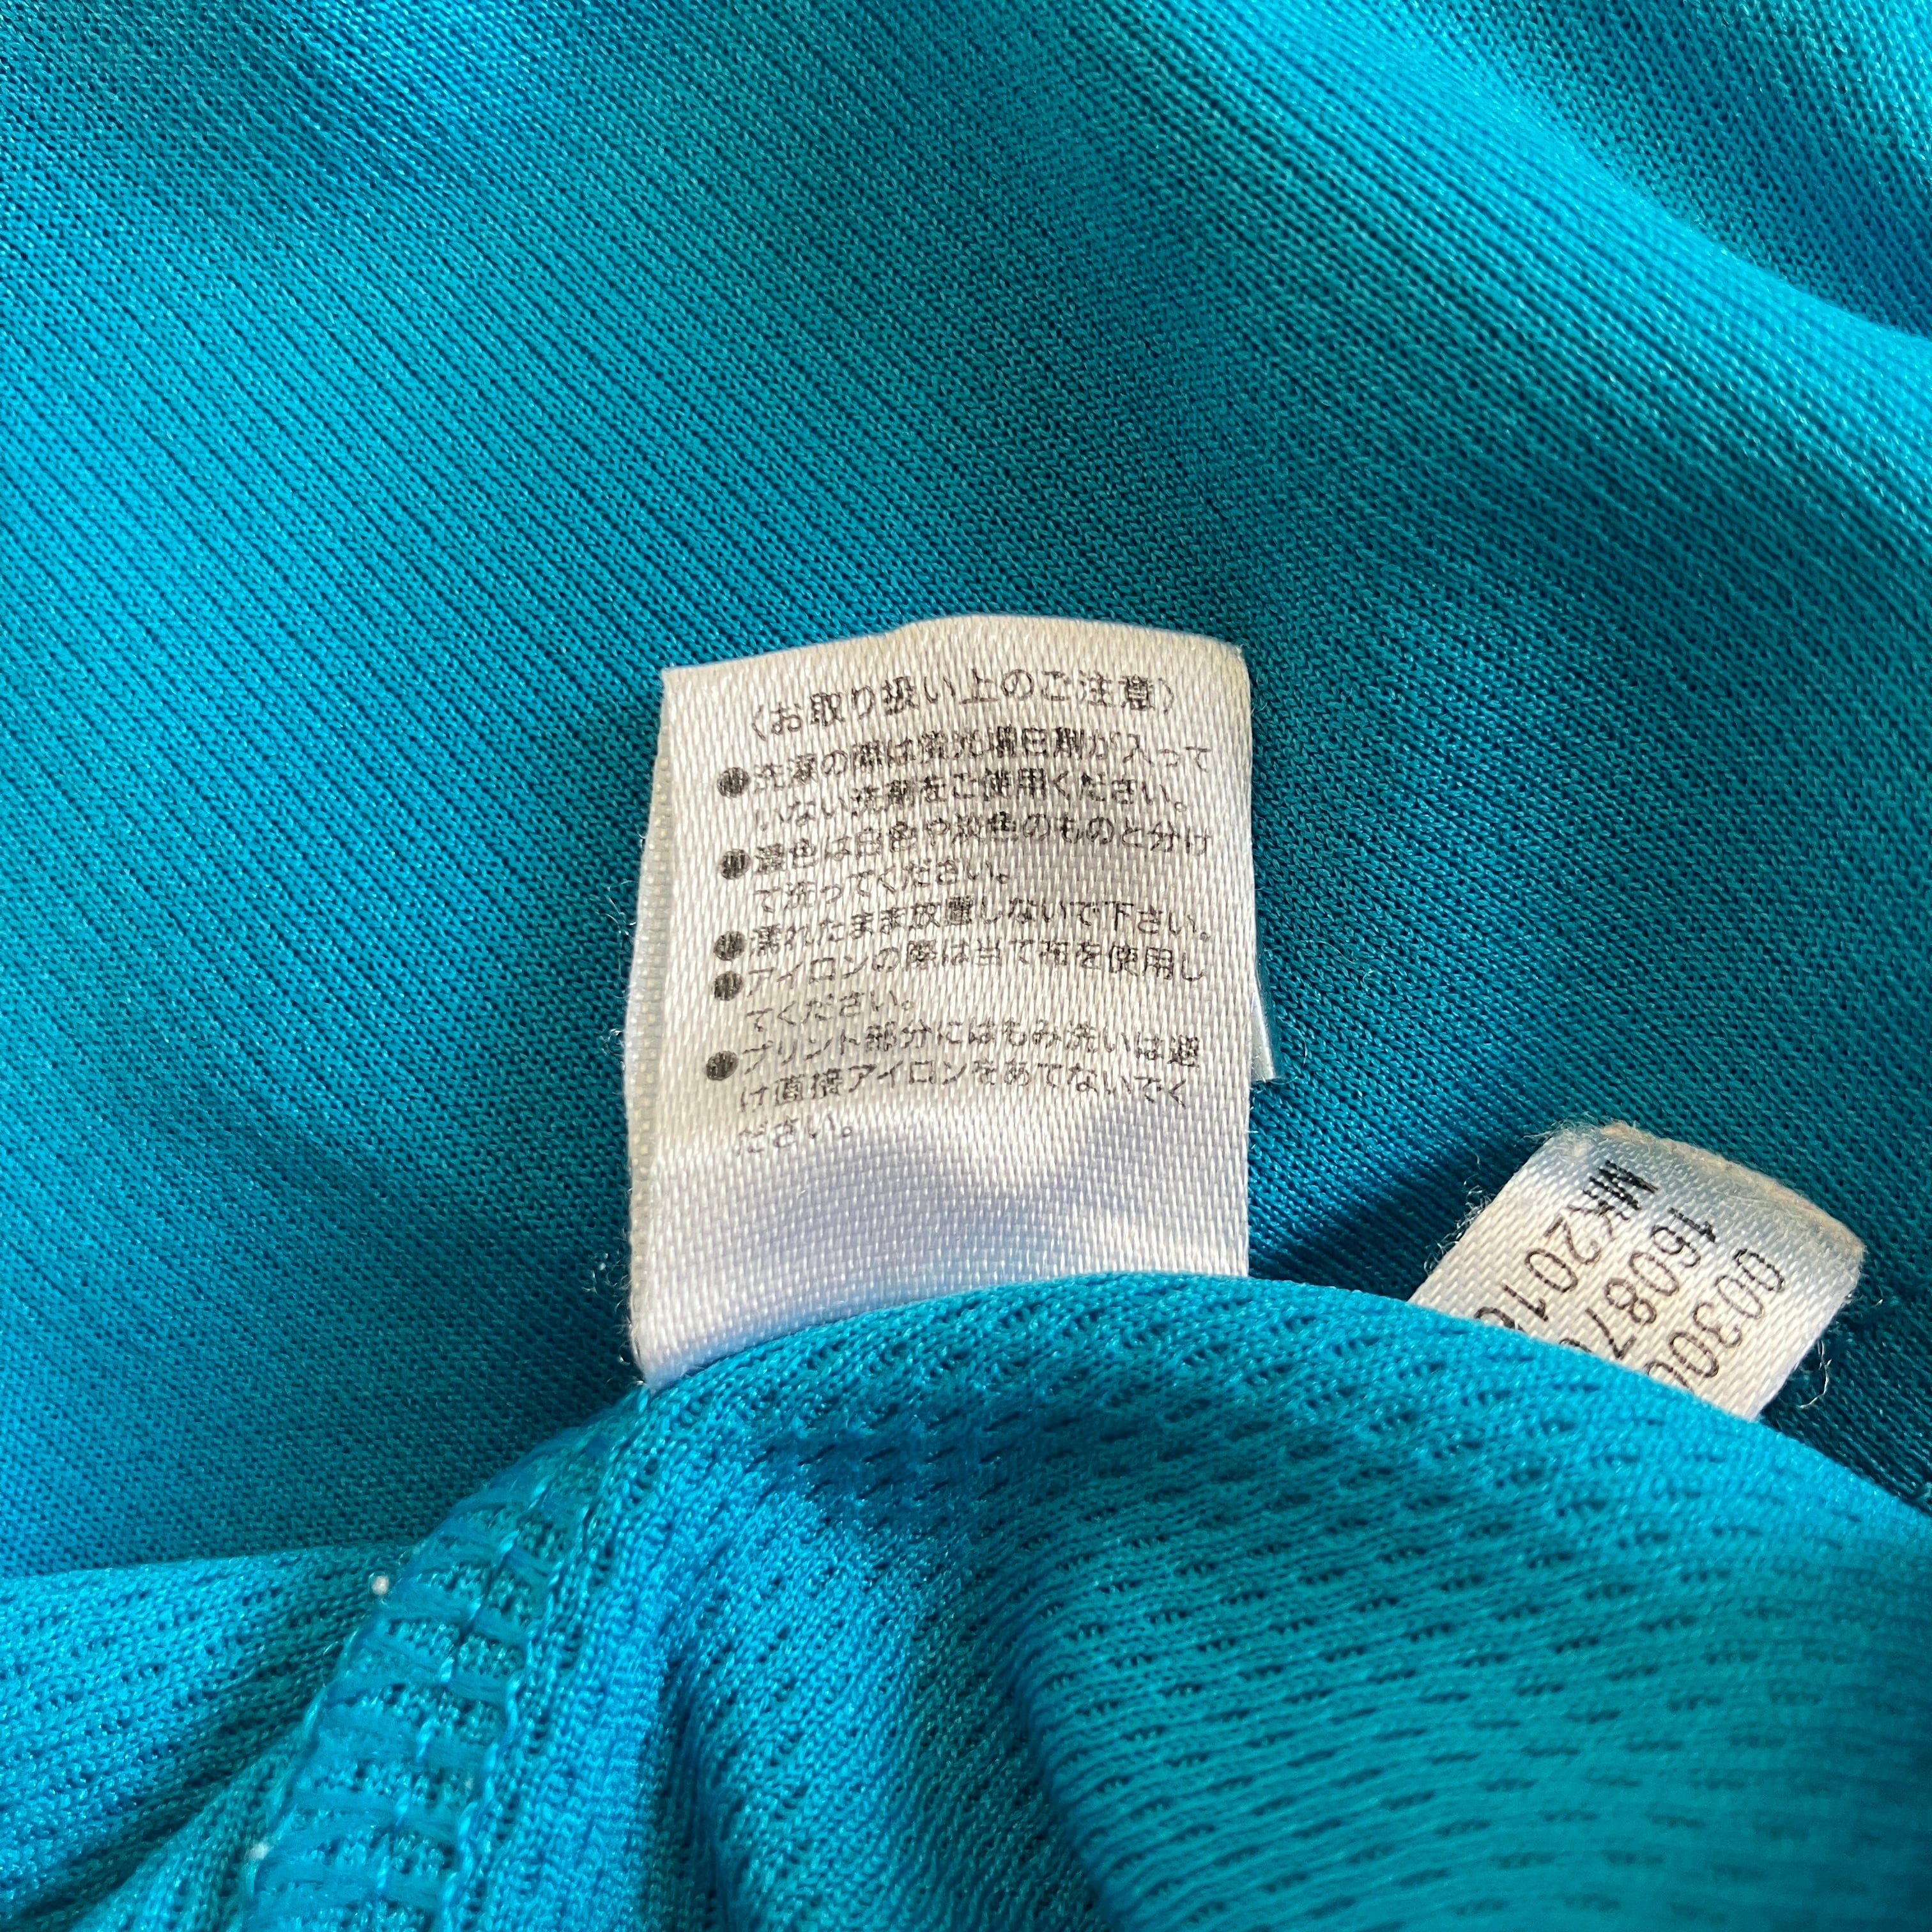 〈お取り扱い上のご注意〉
●洗濯の際は蛍光増白剤が入って
いない洗剤をご使用ください。
●濃色は白色や淡色のものと分け
て洗ってください。
●濡れたまま放置しないで下さい。
●アイロンの際は当て布を使用し
てください。
●プリント部分にはもみ洗いは避
け直接アイロンをあてないでく
ださい。
0030
160870
MK201